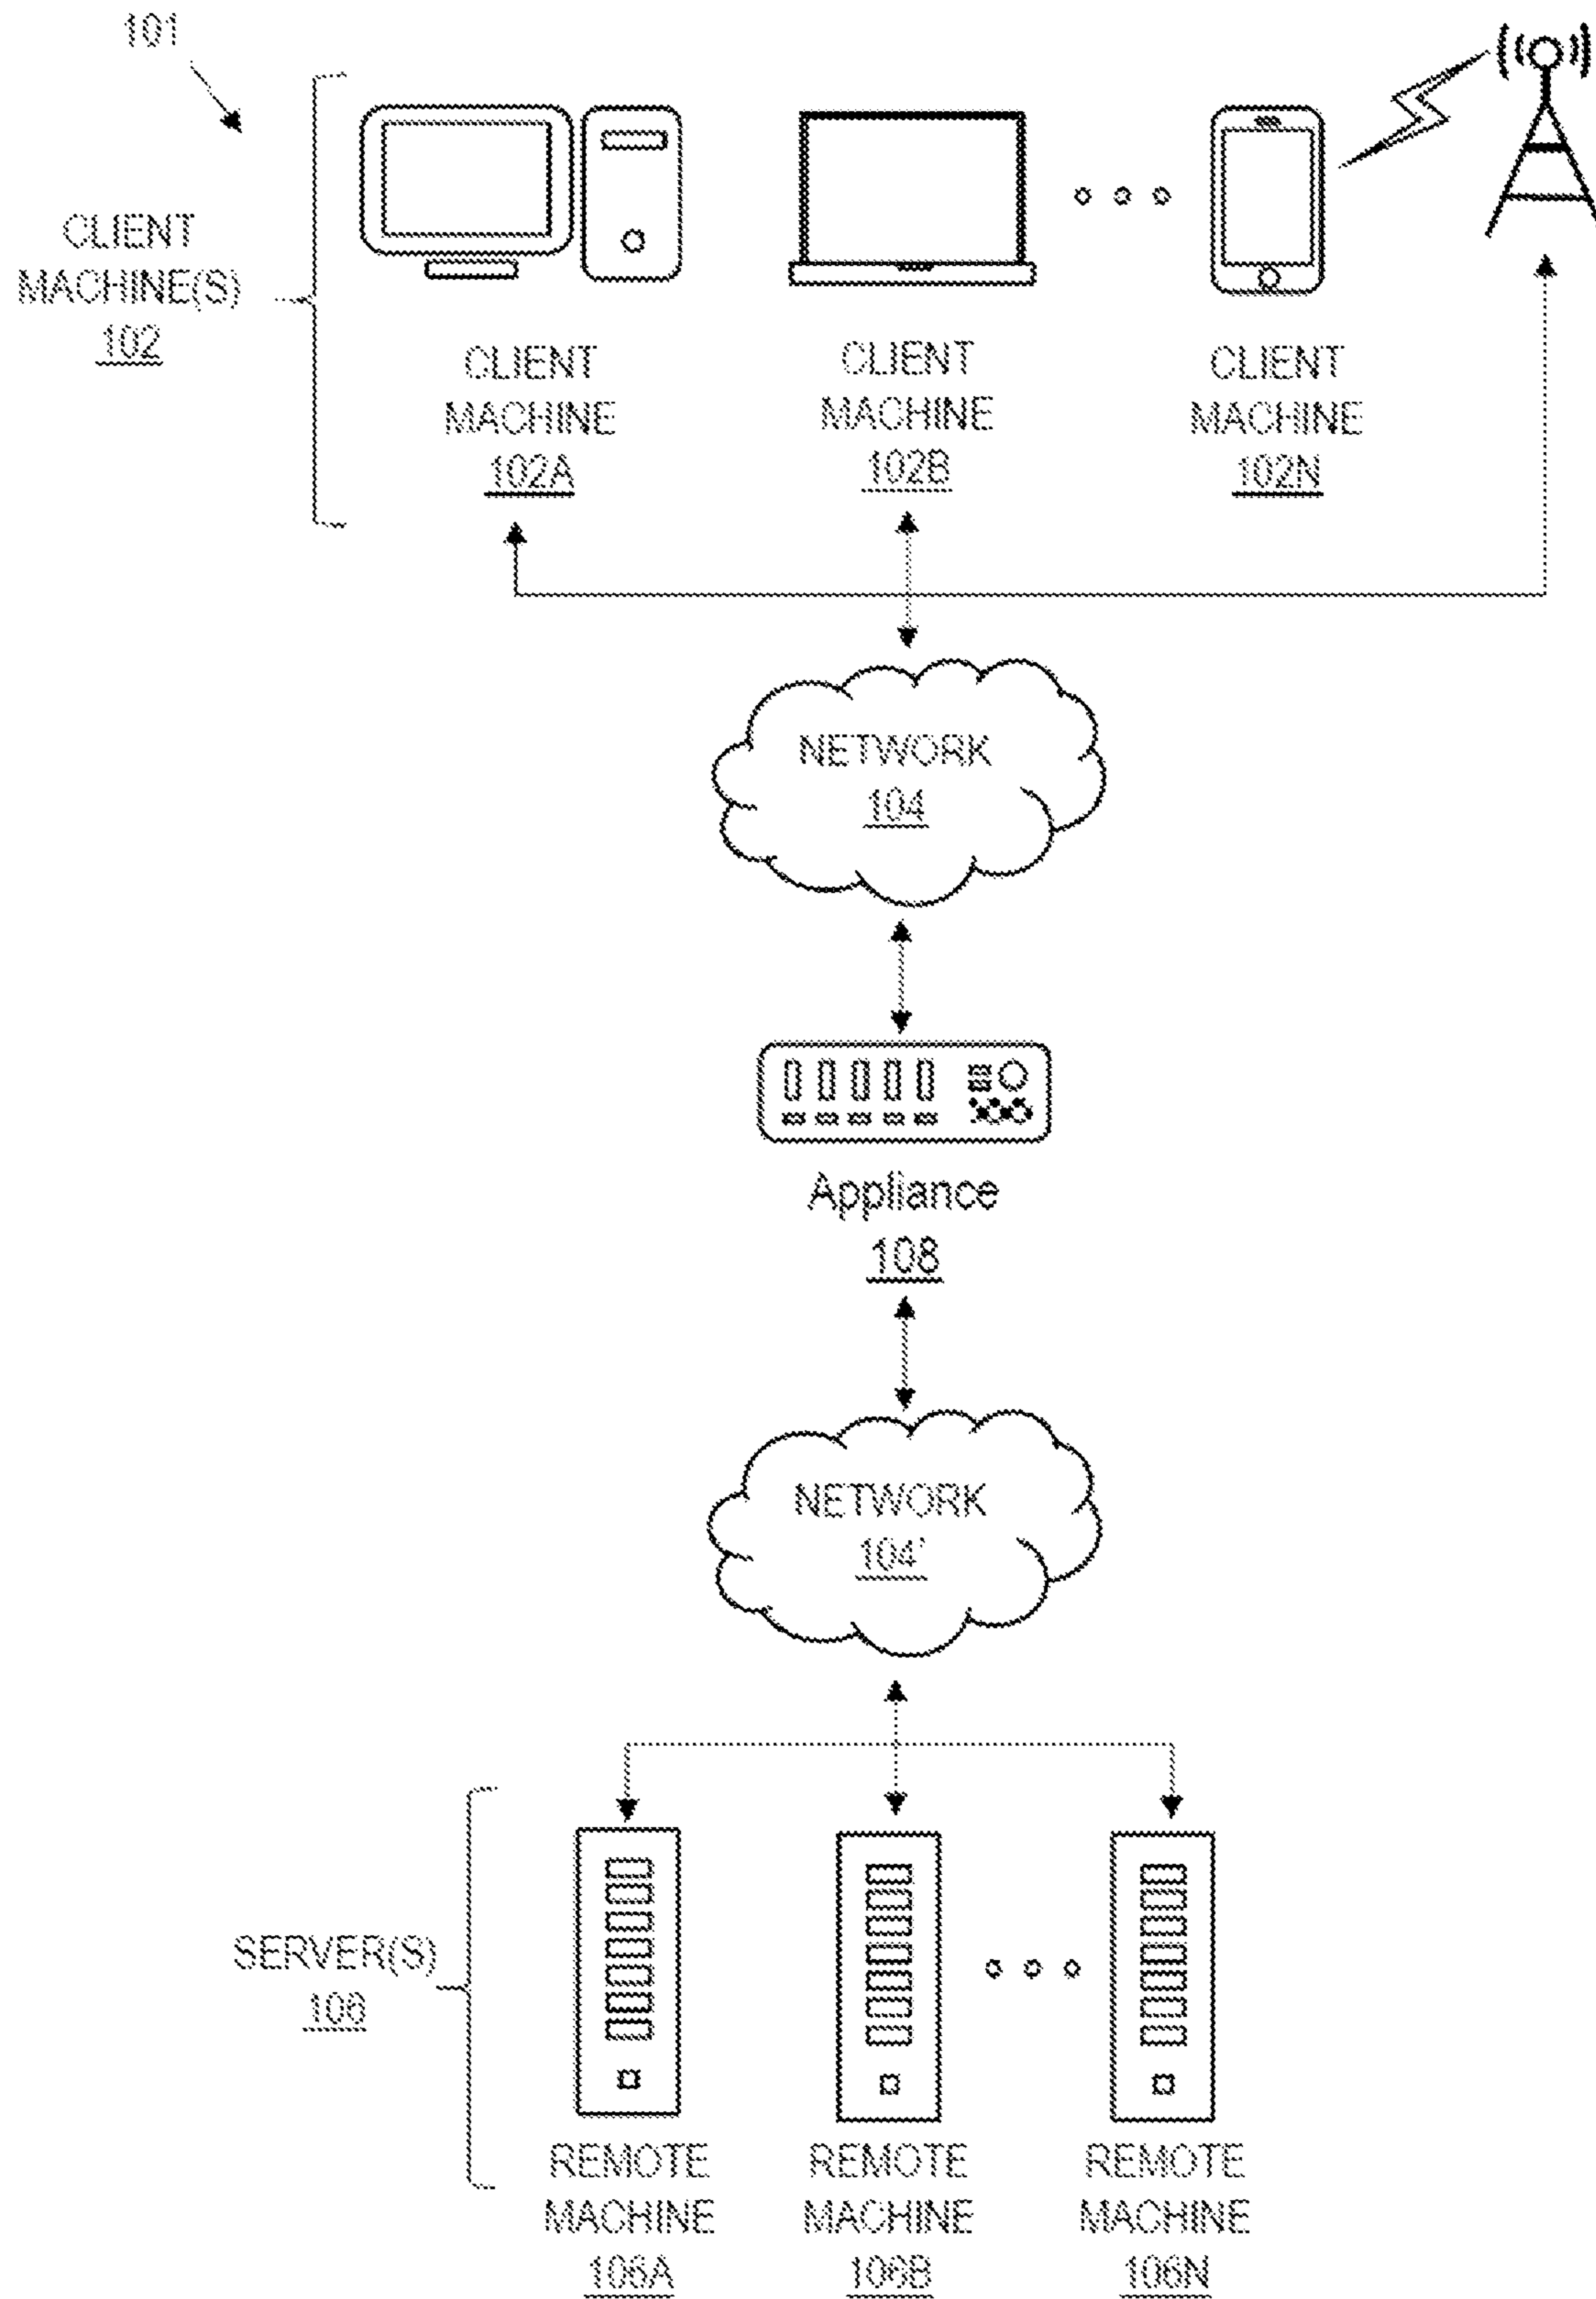 101
CLIENT
MACHINE(S)
102
CLIENT
MACHINE
102A
CLIENT
MACHINE
102B
CLIENT
MACHINE
102N
NETWORK
104
Appliance
108
NETWORK
104'
SERVER(S)
106
REMOTE
MACHINE
106A
REMOTE
MACHINE
106B
REMOTE
MACHINE
106N